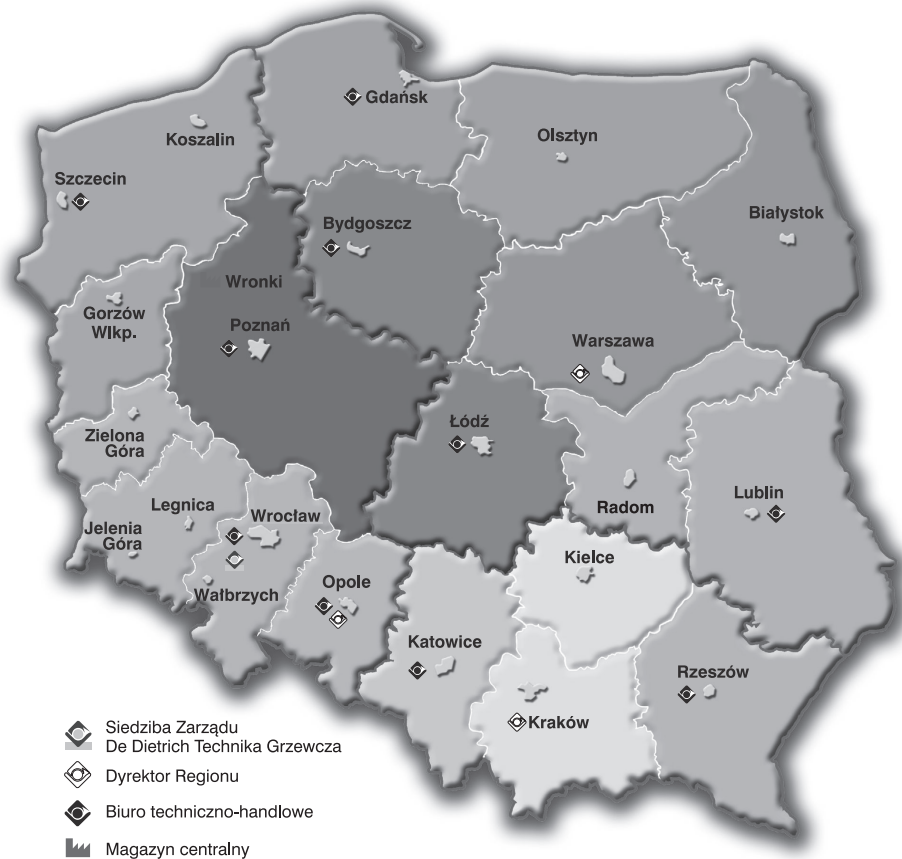 Gdańsk
Koszalin
Olsztyn
Szczecin
Białystok
Bydgoszcz
Wronki
Gorzów
Wlkp.
Poznań
Warszawa
Łódź
Zielona
Góra
Legnica
Wrocław
Radom
Lublin
Jelenia
Góra
Kielce
Opole
Wałbrzych
Katowice
Rzeszów
Kraków
Siedziba Zarządu
De Dietrich Technika Grzewcza
Dyrektor Regionu
Biuro techniczno-handlowe
Magazyn centralny